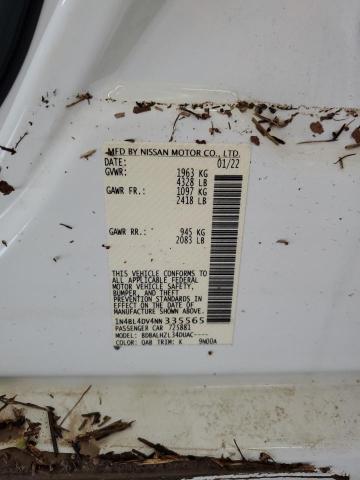 MFD BY NISSAN MOTOR CO., LTD.
DATE: 01/22
GVWR: 1963 KG
4328 LB
GAWR FR: 1097 KG
2418 LB
GAWR RR: 945 KG
2083 LB
THIS VEHICLE CONFORMS TO ALL
APPLICABLE FEDERAL
MOTOR VEHICLE SAFETY,
BUMPER, AND THEFT
PREVENTION STANDARDS IN
EFFECT ON THE DATE OF
MANUFACTURE SHOWN ABOVE.
1N4BL4DV4NN335565
PASSENGER CAR 725881
MODEL: BDBALHZL34DUAC----
COLOR: QAB TRIM: K 9N00A